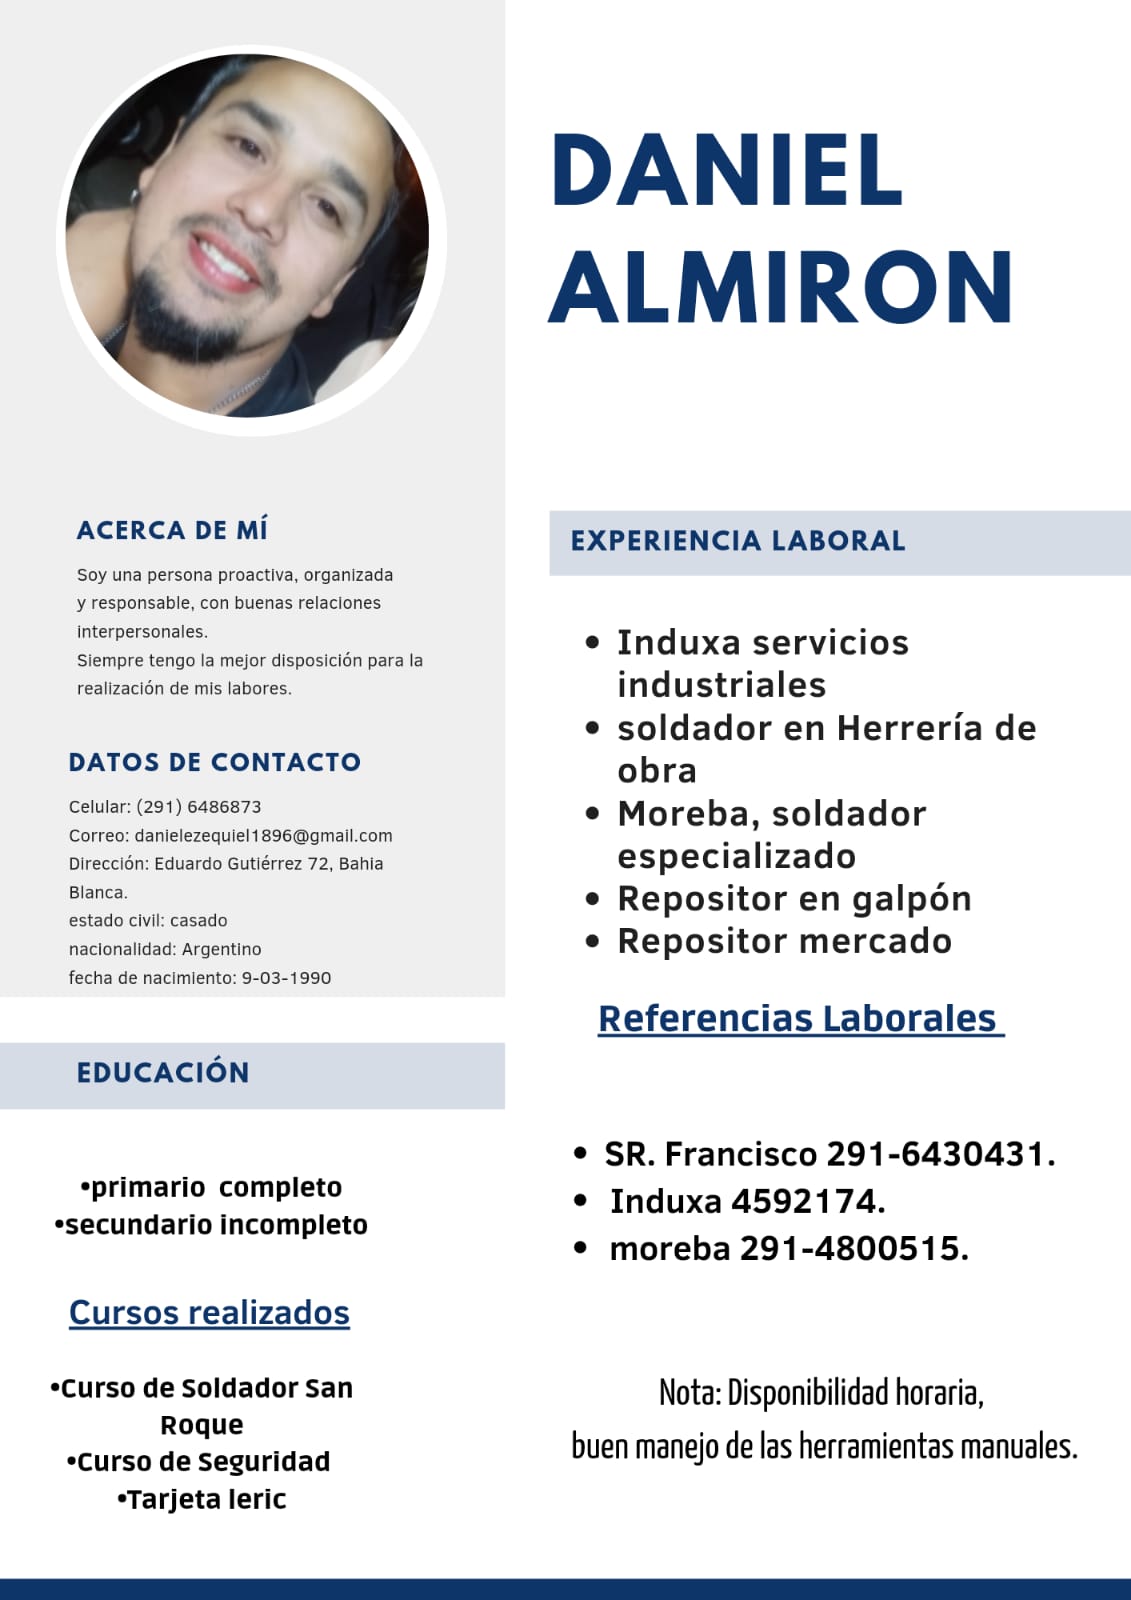 DANIEL
ALMIRON
ACERCA DE MÍ
Soy una persona proactiva, organizada
y responsable, con buenas relaciones
interpersonales.
Siempre tengo la mejor disposición para la
realización de mis labores.
DATOS DE CONTACTO
Celular: (291) 6486873
Correo: danielezequiel1896@gmail.com
Dirección: Eduardo Gutiérrez 72, Bahia
Blanca.
estado civil: casado
nacionalidad: Argentino
fecha de nacimiento: 9-03-1990
EDUCACIÓN
•primario completo
•secundario incompleto
Cursos realizados
•Curso de Soldador San
Roque
•Curso de Seguridad
•Tarjeta leric
EXPERIENCIA LABORAL
• Induxa servicios
industriales
• soldador en Herrería de
obra
• Moreba, soldador
especializado
• Repositor en galpón
• Repositor mercado
Referencias Laborales
• SR. Francisco 291-6430431.
• Induxa 4592174.
• moreba 291-4800515.
Nota: Disponibilidad horaria,
buen manejo de las herramientas manuales.